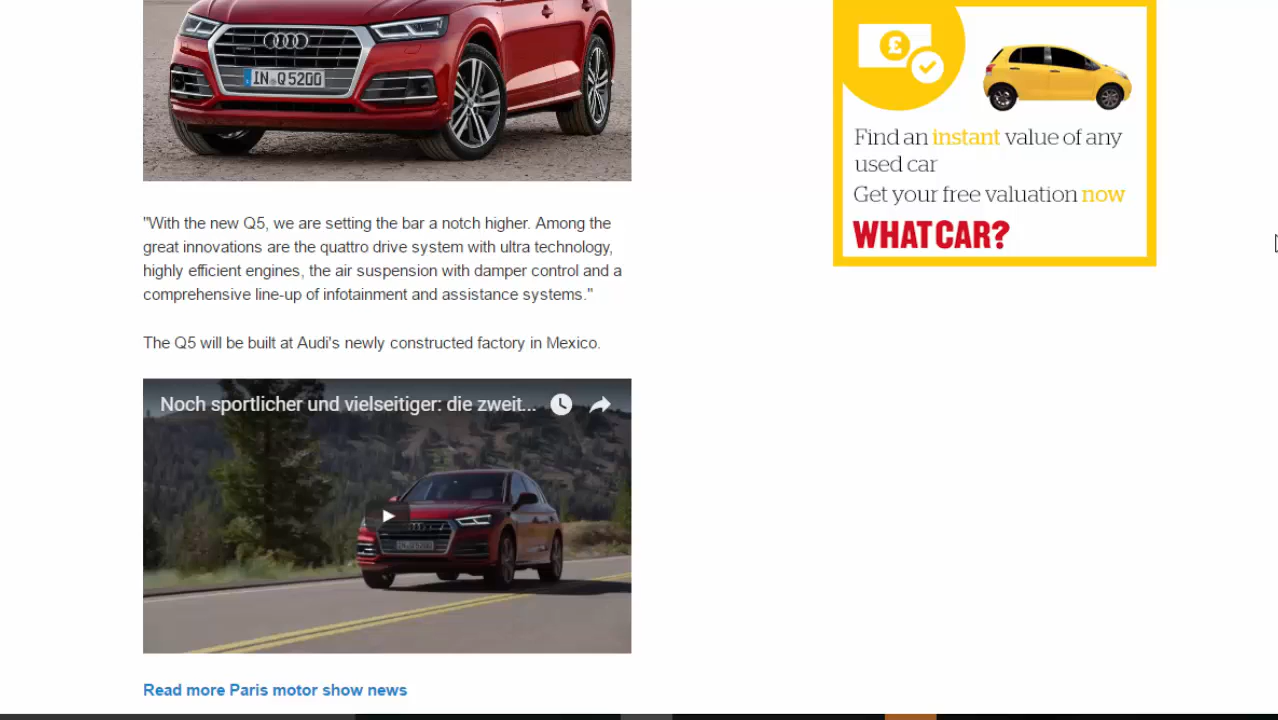 IN Q 5200
"With the new Q5, we are setting the bar a notch higher. Among the
great innovations are the quattro drive system with ultra technology,
highly efficient engines, the air suspension with damper control and a
comprehensive line-up of infotainment and assistance systems."
The Q5 will be built at Audi's newly constructed factory in Mexico.
Noch sportlicher und vielseitiger: die zweit...
Read more Paris motor show news
£
Find an instant value of any
used car
Get your free valuation now
WHAT CAR?